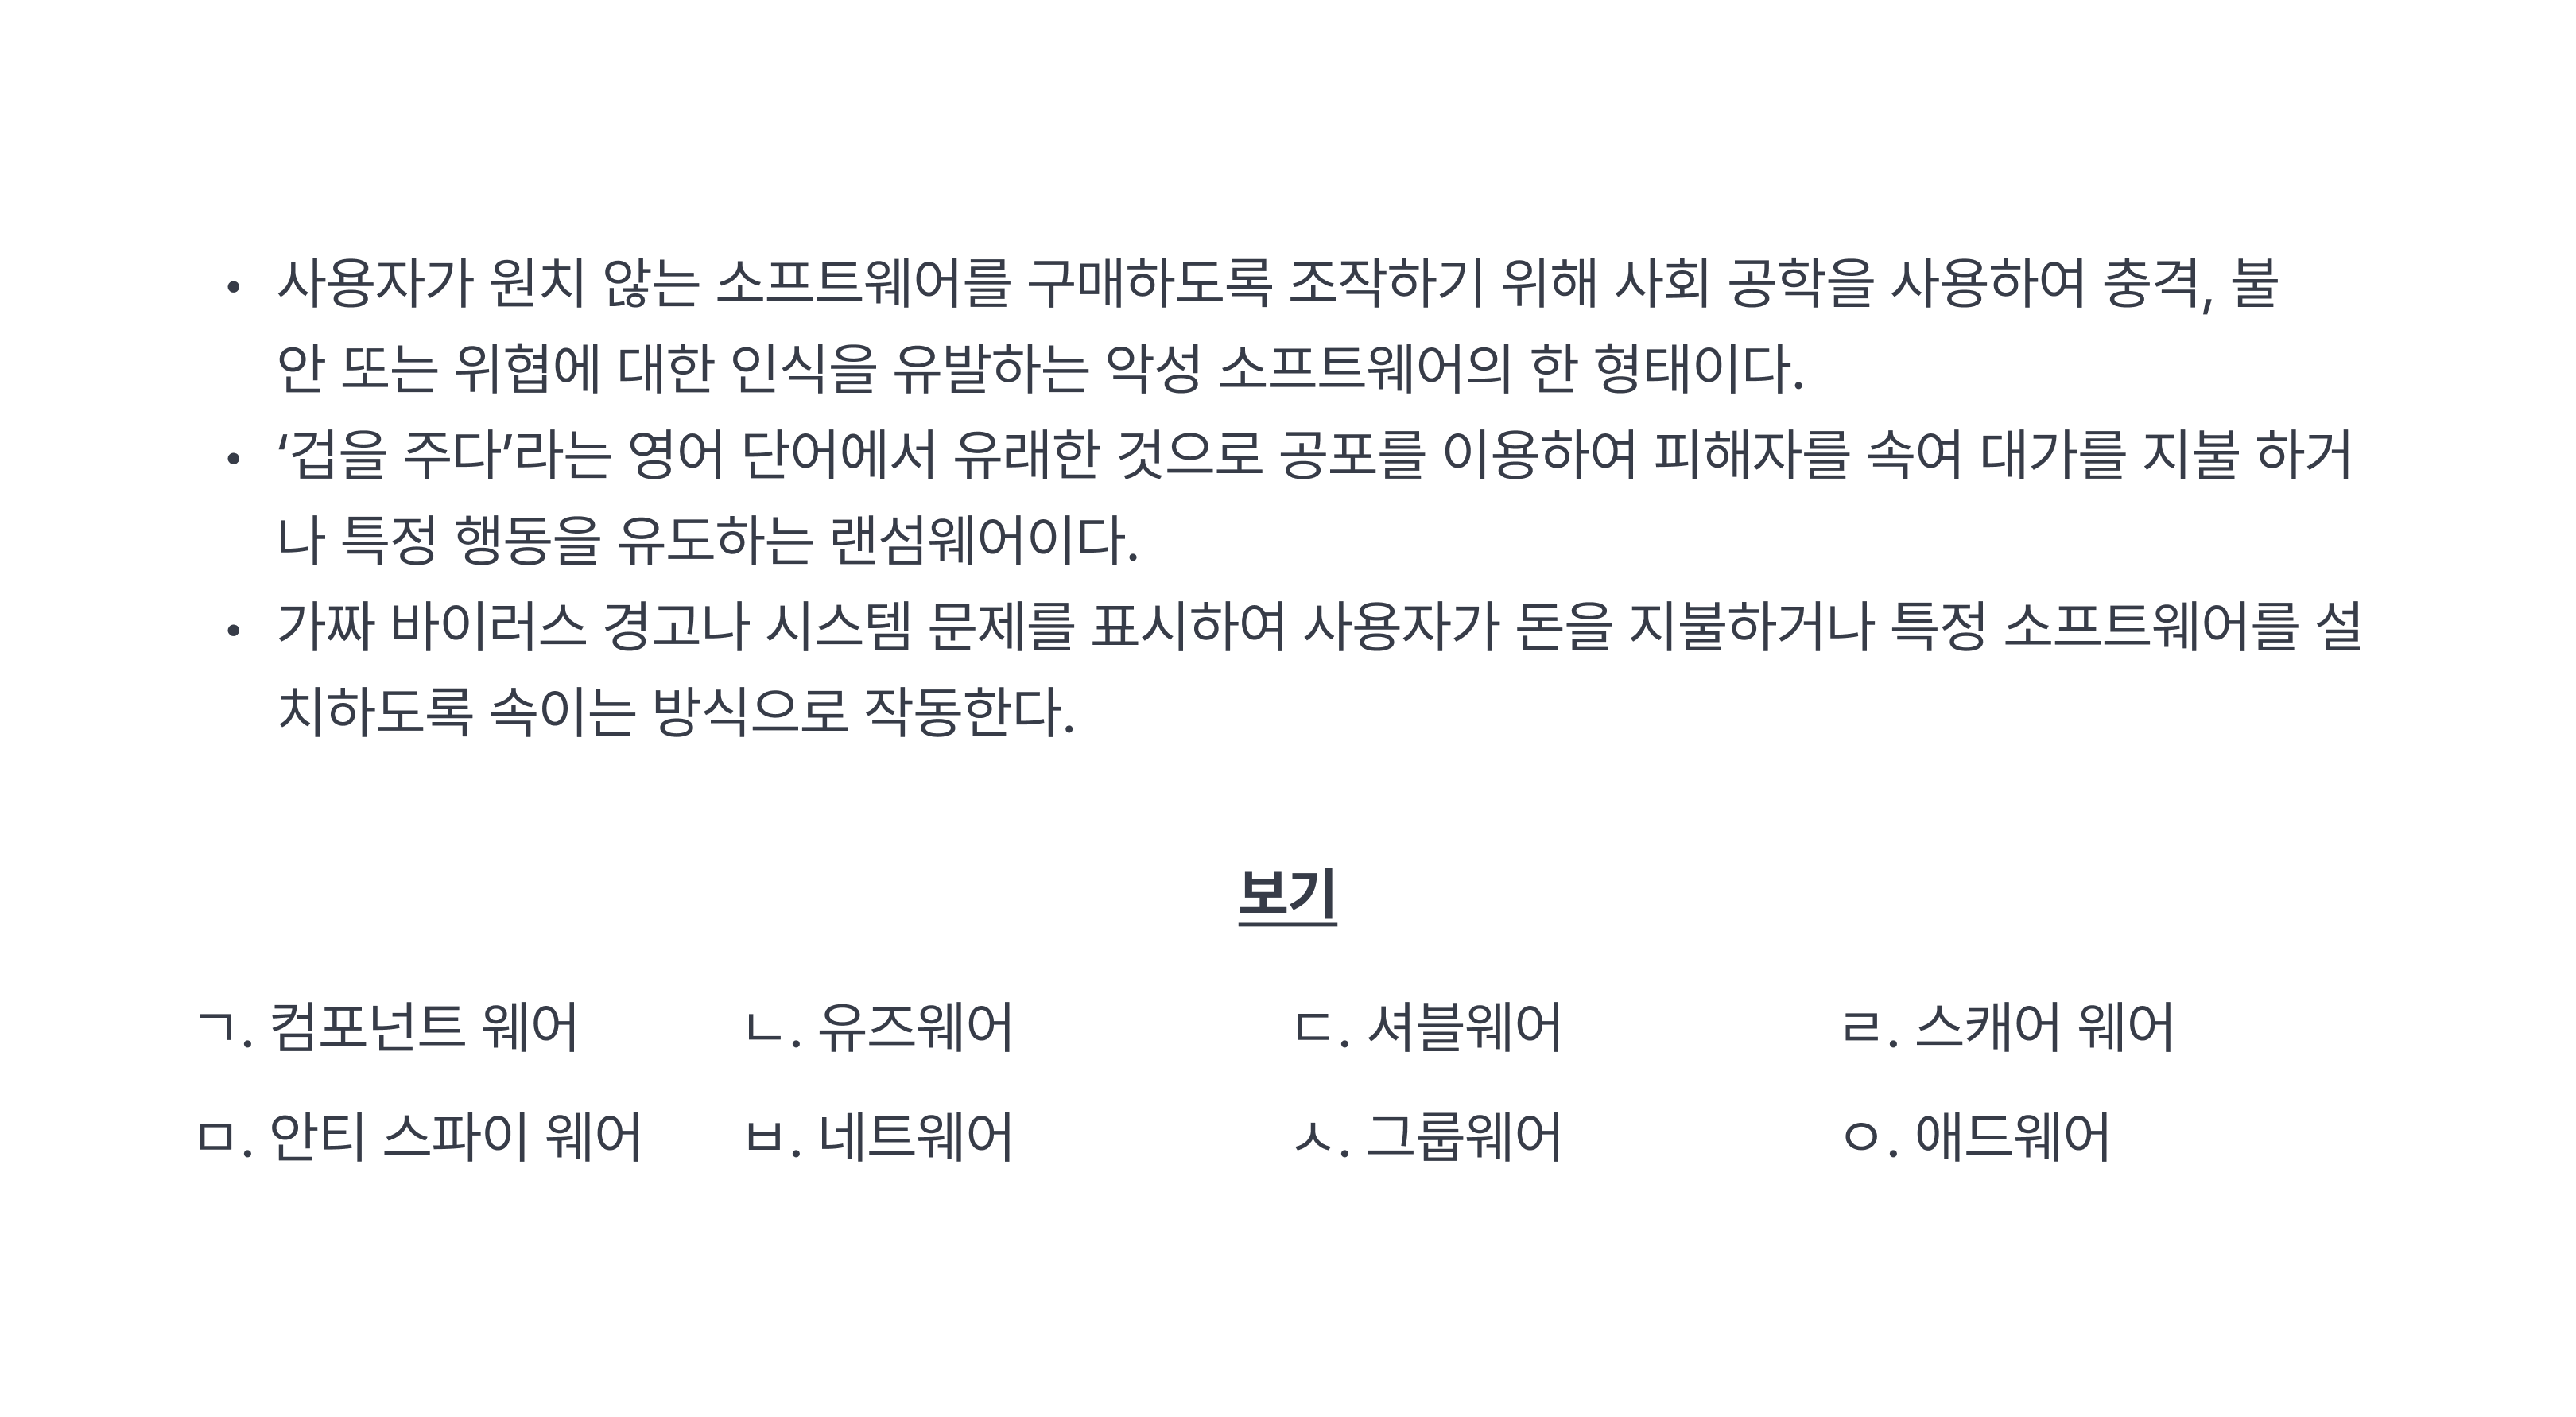 • 사용자가 원치 않는 소프트웨어를 구매하도록 조작하기 위해 사회 공학을 사용하여 충격, 불
안 또는 위협에 대한 인식을 유발하는 악성 소프트웨어의 한 형태이다.
• ‘겁을 주다’라는 영어 단어에서 유래한 것으로 공포를 이용하여 피해자를 속여 대가를 지불 하거
나 특정 행동을 유도하는 랜섬웨어이다.
• 가짜 바이러스 경고나 시스템 문제를 표시하여 사용자가 돈을 지불하거나 특정 소프트웨어를 설
치하도록 속이는 방식으로 작동한다.
보기
ㄱ. 컴포넌트 웨어 ㄴ. 유즈웨어 ㄷ. 셔블웨어 ㄹ. 스캐어 웨어
ㅁ. 안티 스파이 웨어 ㅂ. 네트웨어 ㅅ. 그룹웨어 ㅇ. 애드웨어